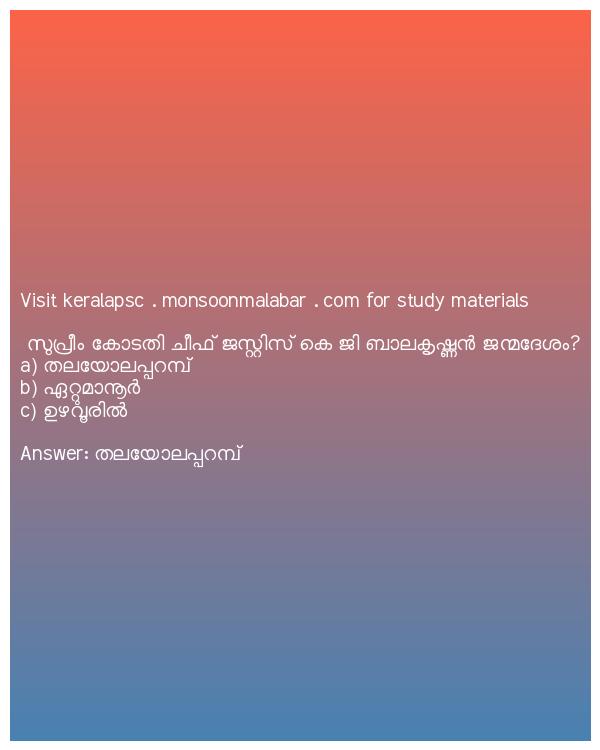 Visit keralapsc . monsoonmalabar . com for study materials
സുപ്രീം കോടതി ചീഫ് ജസ്റ്റിസ് കെ ജി ബാലകൃഷ്ണൻ ജന്മദേശം?
a) തലയോലപ്പറമ്പ്
b) ഏറ്റുമാനൂർ
c) ഉഴവൂരിൽ
Answer: തലയോലപ്പറമ്പ്